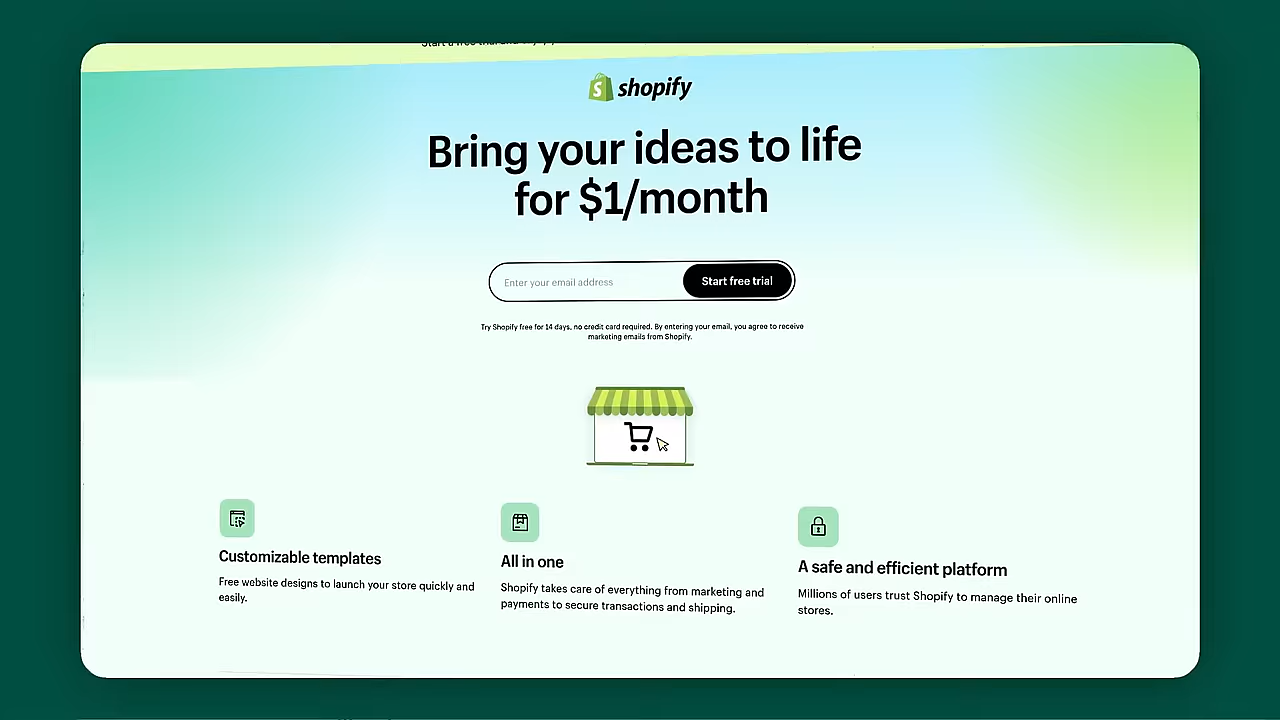 Start a free trial and
shopify
Bring your ideas to life
for $1/month
Enter your email address
Start free trial
Try Shopify free for 14 days, no credit card required. By entering your email, you agree to receive
marketing emails from Shopify.
Customizable templates
Free website designs to launch your store quickly and
easily.
All in one
Shopify takes care of everything from marketing and
payments to secure transactions and shipping.
A safe and efficient platform
Millions of users trust Shopify to manage their online
stores.